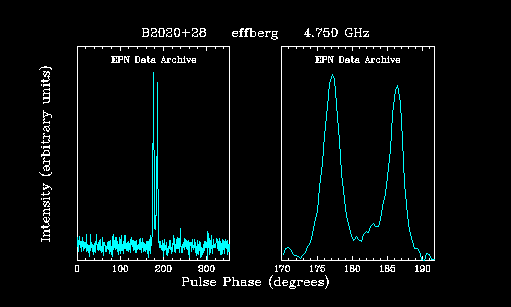 B2020+28 effberg 4.750 GHz
EPN Data Archive EPN Data Archive
Intensity (arbitrary units)
0 100 200 300 170 175 180 185 190
Pulse Phase (degrees)